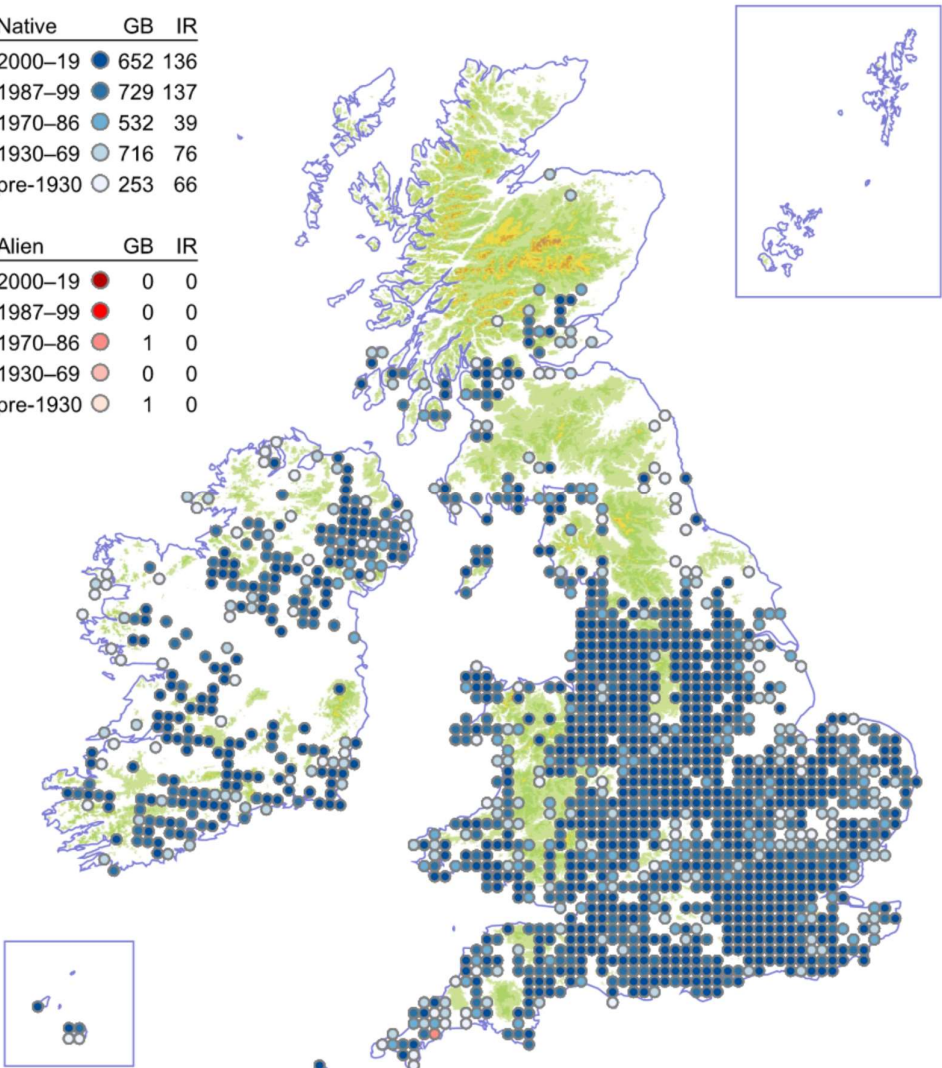 Native GB IR
2000–19 652 136
1987–99 729 137
1970–86 532 39
1930–69 716 76
pre-1930 253 66
Alien GB IR
2000–19 0 0
1987–99 0 0
1970–86 1 0
1930–69 0 0
pre-1930 1 0